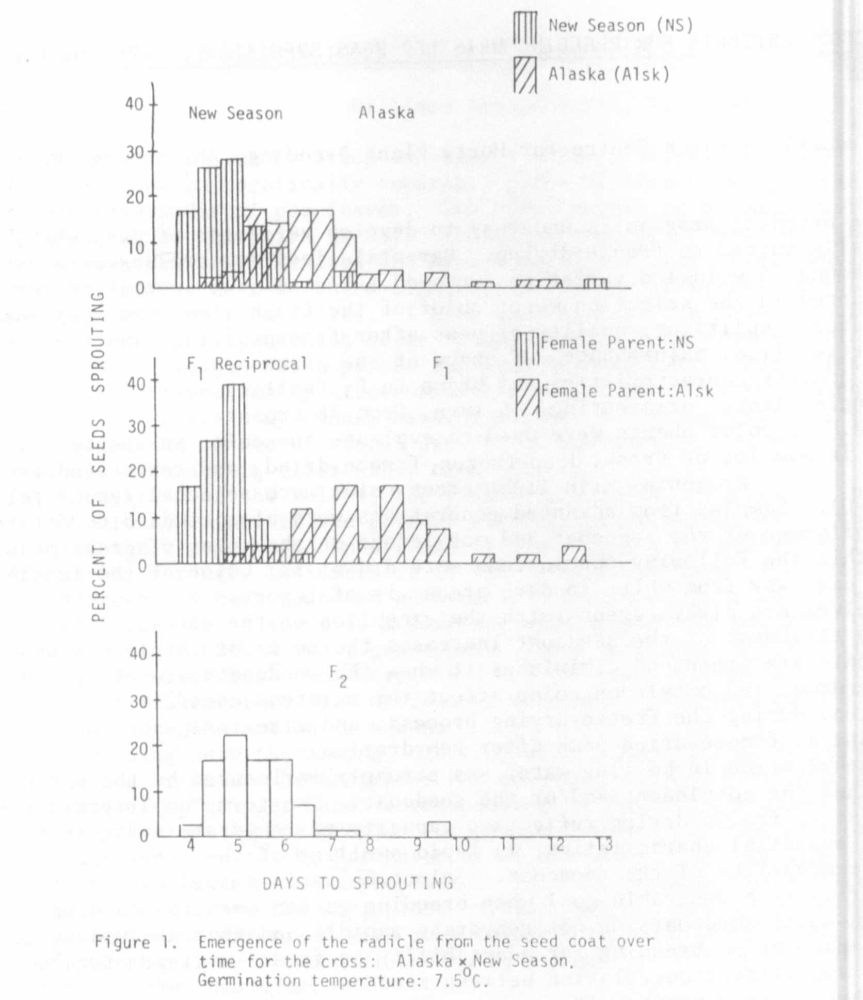 New Season (NS)
Alaska (Alsk)
40
New Season
Alaska
30
20
10
0
PERCENT OF SEEDS SPROUTING
Female Parent:NS
F1 Reciprocal
F1
40
Female Parent:Alsk
30
20
10
0
40
F2
30
20
10
0
4 5 6 7 8 9 10 11 12 13
DAYS TO SPROUTING
Figure 1. Emergence of the radicle from the seed coat over
time for the cross: Alaska x New Season.
Germination temperature: 7.5°C.